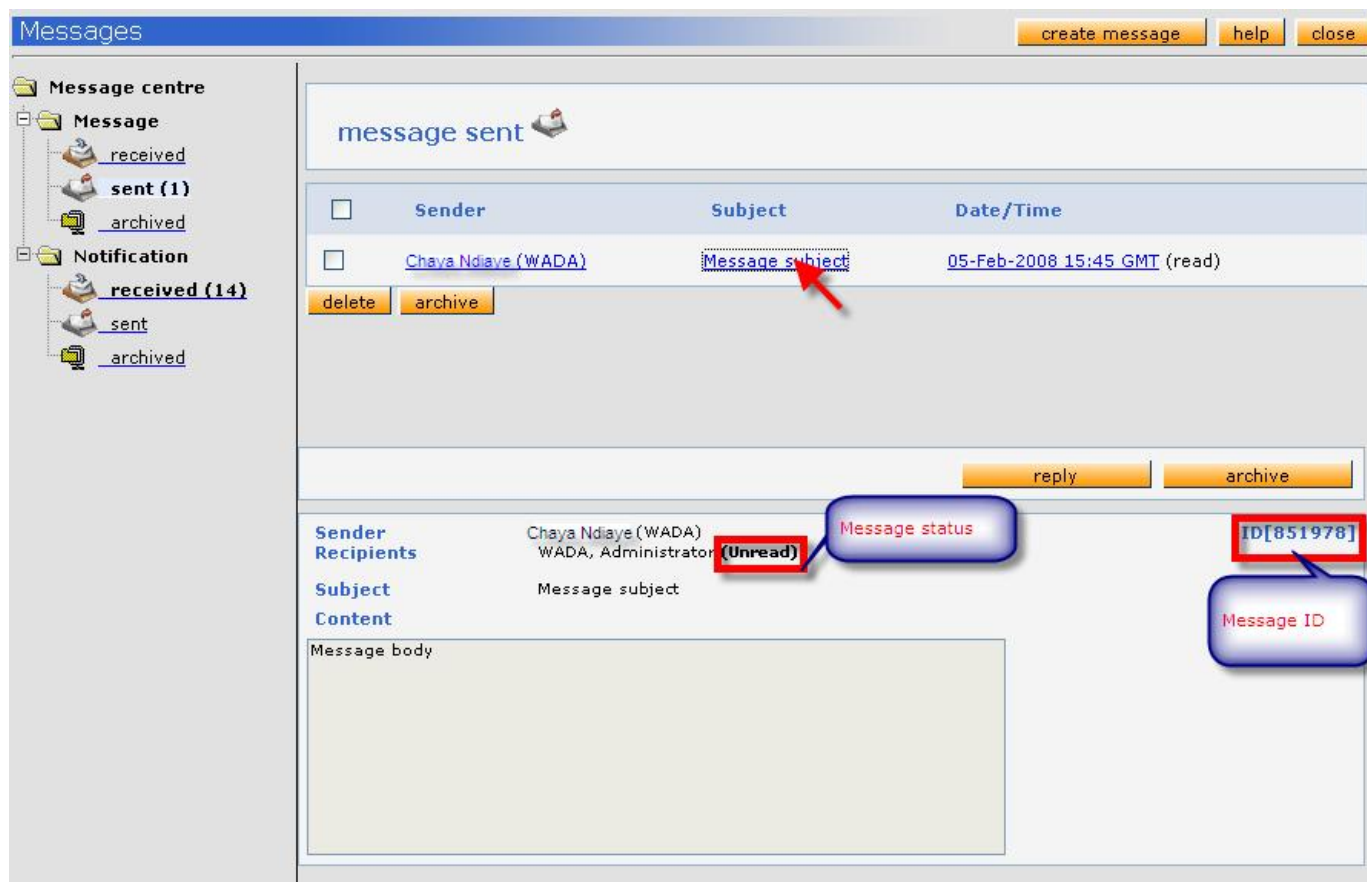 Messages
create message help close
Message centre
Message
received
sent (1)
archived
Notification
received (14)
sent
archived
message sent
Sender Subject Date/Time
Chaya Ndiaye (WADA) Message subject 05-Feb-2008 15:45 GMT (read)
delete archive
reply archive
Sender Chaya Ndiaye (WADA)
Recipients WADA, Administrator (Unread)
Message status
ID[851978]
Message ID
Subject Message subject
Content
Message body